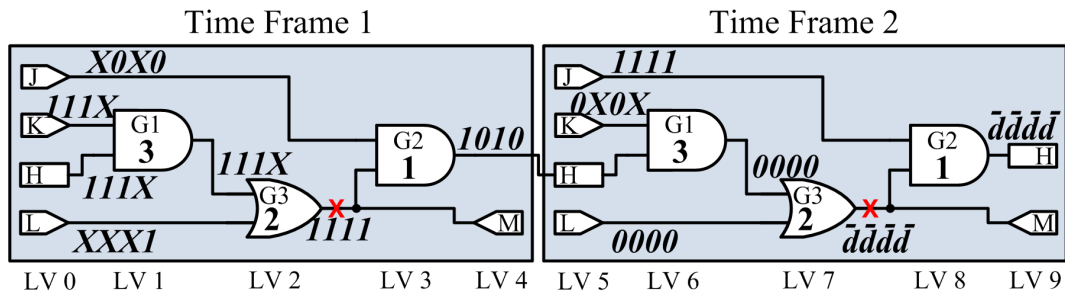 Time Frame 1 Time Frame 2
J X0X0 J 1111
K 111X G1 3 G2 1 1010 K 0X0X G1 3 G2 1 d̄d̄d̄d̄
H 111X 111X G3 2 H 0000 G3 2 H
L XXX1 1111 M L 0000 d̄d̄d̄d̄ M
LV 0 LV 1 LV 2 LV 3 LV 4 LV 5 LV 6 LV 7 LV 8 LV 9